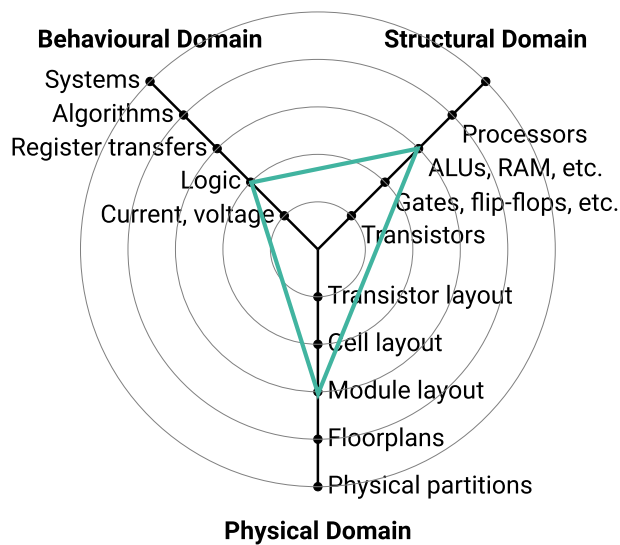 Behavioural Domain
Structural Domain
Systems
Algorithms
Register transfers
Logic
Current, voltage
Processors
ALUs, RAM, etc.
Gates, flip-flops, etc.
Transistors
Transistor layout
Cell layout
Module layout
Floorplans
Physical partitions
Physical Domain